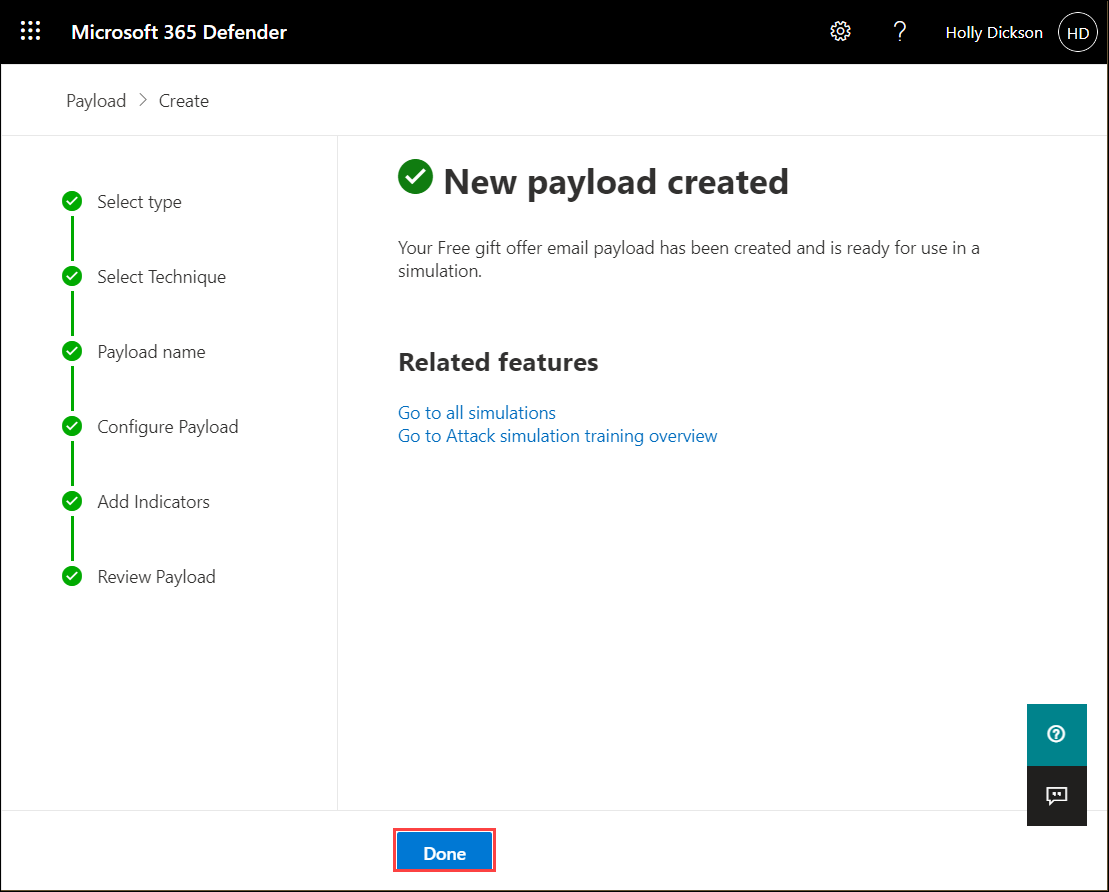 Microsoft 365 Defender
?
Holly Dickson
HD
Payload > Create
Select type
Select Technique
Payload name
Configure Payload
Add Indicators
Review Payload
New payload created
Your Free gift offer email payload has been created and is ready for use in a
simulation.
Related features
Go to all simulations
Go to Attack simulation training overview
?
Done